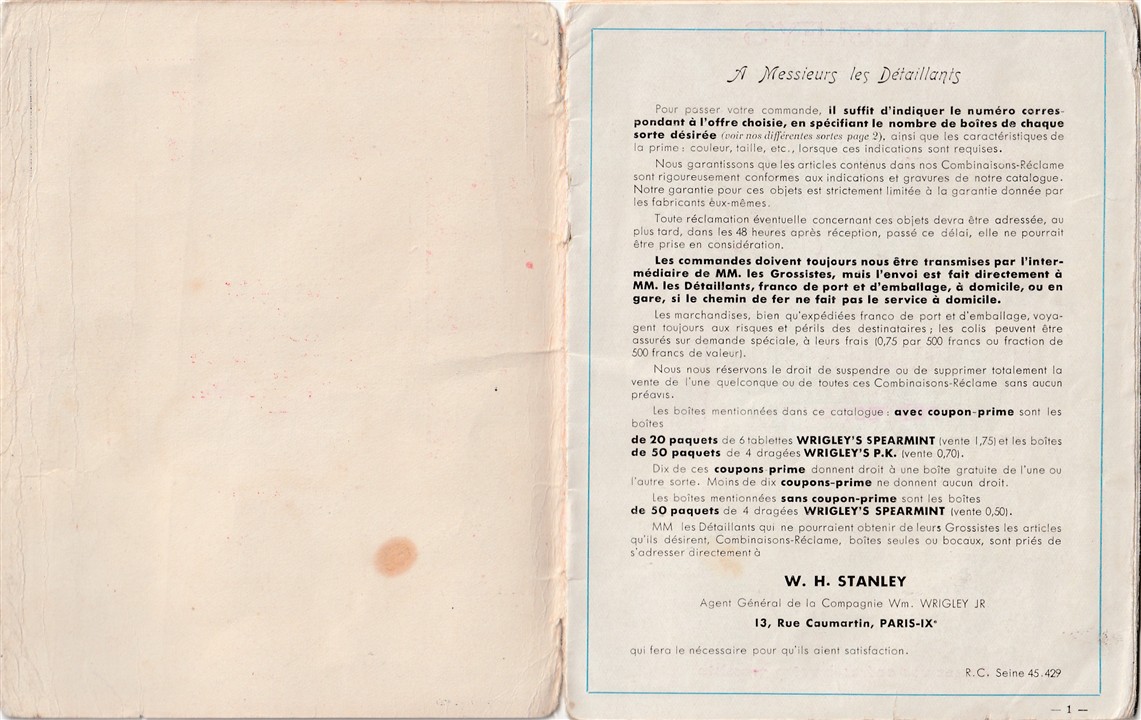 A Messieurs les Détaillants
Pour passer votre commande, il suffit d'indiquer le numéro corres-
pondant à l'offre choisie, en spécifiant le nombre de boîtes de chaque
sorte désirée (voir nos différentes sortes page 2), ainsi que les caractéristiques de
la prime : couleur, taille, etc., lorsque ces indications sont requises.
Nous garantissons que les articles contenus dans nos Combinaisons-Réclame
sont rigoureusement conformes aux indications et gravures de notre catalogue.
Notre garantie pour ces objets est strictement limitée à la garantie donnée par
les fabricants eux-mêmes.
Toute réclamation éventuelle concernant ces objets devra être adressée, au
plus tard, dans les 48 heures après réception, passé ce délai, elle ne pourrait
être prise en considération.
Les commandes doivent toujours nous être transmises par l'inter-
médiaire de MM. les Grossistes, mais l'envoi est fait directement à
MM. les Détaillants, franco de port et d'emballage, à domicile, ou en
gare, si le chemin de fer ne fait pas le service à domicile.
Les marchandises, bien qu'expédiées franco de port et d'emballage, voya-
gent toujours aux risques et périls des destinataires ; les colis peuvent être
assurés sur demande spéciale, à leurs frais (0,75 par 500 francs ou fraction de
500 francs de valeur).
Nous nous réservons le droit de suspendre ou de supprimer totalement la
vente de l'une quelconque ou de toutes ces Combinaisons-Réclame sans aucun
préavis.
Les boîtes mentionnées dans ce catalogue : avec coupon-prime sont les
boîtes
de 20 paquets de 6 tablettes WRIGLEY'S SPEARMINT (vente 1,75) et les boîtes
de 50 paquets de 4 dragées WRIGLEY'S P.K. (vente 0,70).
Dix de ces coupons-prime donnent droit à une boîte gratuite de l'une ou
l'autre sorte. Moins de dix coupons-prime ne donnent aucun droit.
Les boîtes mentionnées sans coupon-prime sont les boîtes
de 50 paquets de 4 dragées WRIGLEY'S SPEARMINT (vente 0,50).
MM les Détaillants qui ne pourraient obtenir de leurs Grossistes les articles
qu'ils désirent, Combinaisons-Réclame, boîtes seules ou bocaux, sont priés de
s'adresser directement à
W. H. STANLEY
Agent Général de la Compagnie Wm. WRIGLEY JR
13, Rue Caumartin, PARIS-IXe
qui fera le nécessaire pour qu'ils aient satisfaction.
R.C. Seine 45.429
— 1 —